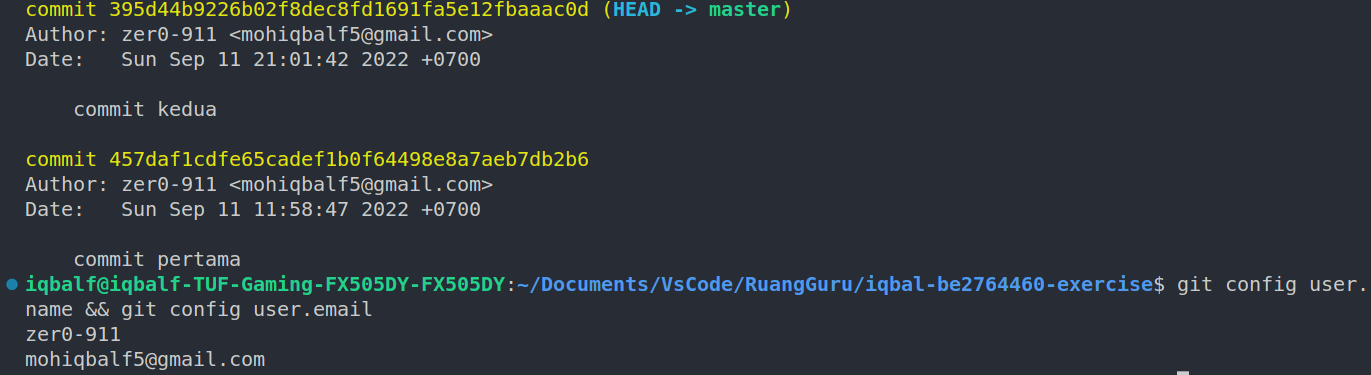 commit 395d44b9226b02f8dec8fd1691fa5e12fbaaac0d (HEAD -> master)
Author: zer0-911 <mohiqbalf5@gmail.com>
Date:   Sun Sep 11 21:01:42 2022 +0700
commit kedua
commit 457daf1cdfe65cadef1b0f64498e8a7aeb7db2b6
Author: zer0-911 <mohiqbalf5@gmail.com>
Date:   Sun Sep 11 11:58:47 2022 +0700
commit pertama
iqbalf@iqbalf-TUF-Gaming-FX505DY-FX505DY:~/Documents/VsCode/RuangGuru/iqbal-be2764460-exercise$ git config user.
name && git config user.email
zer0-911
mohiqbalf5@gmail.com